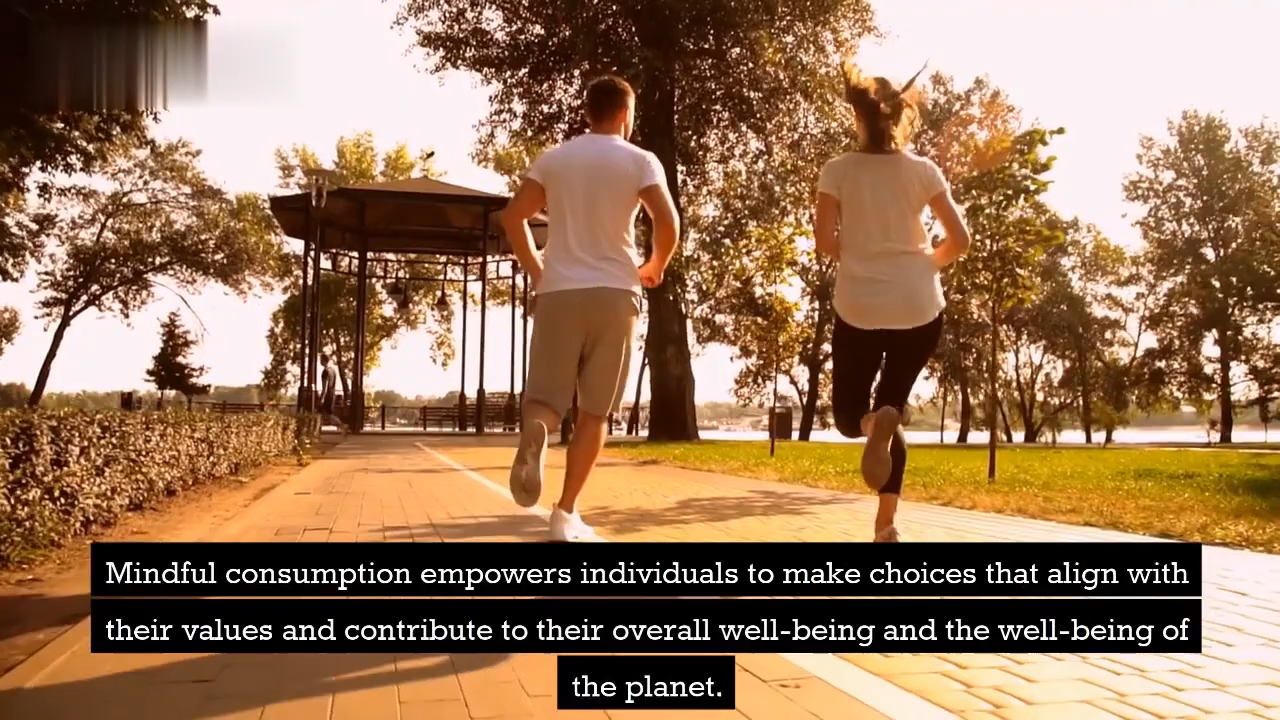 Mindful consumption empowers individuals to make choices that align with
their values and contribute to their overall well-being and the well-being of
the planet.